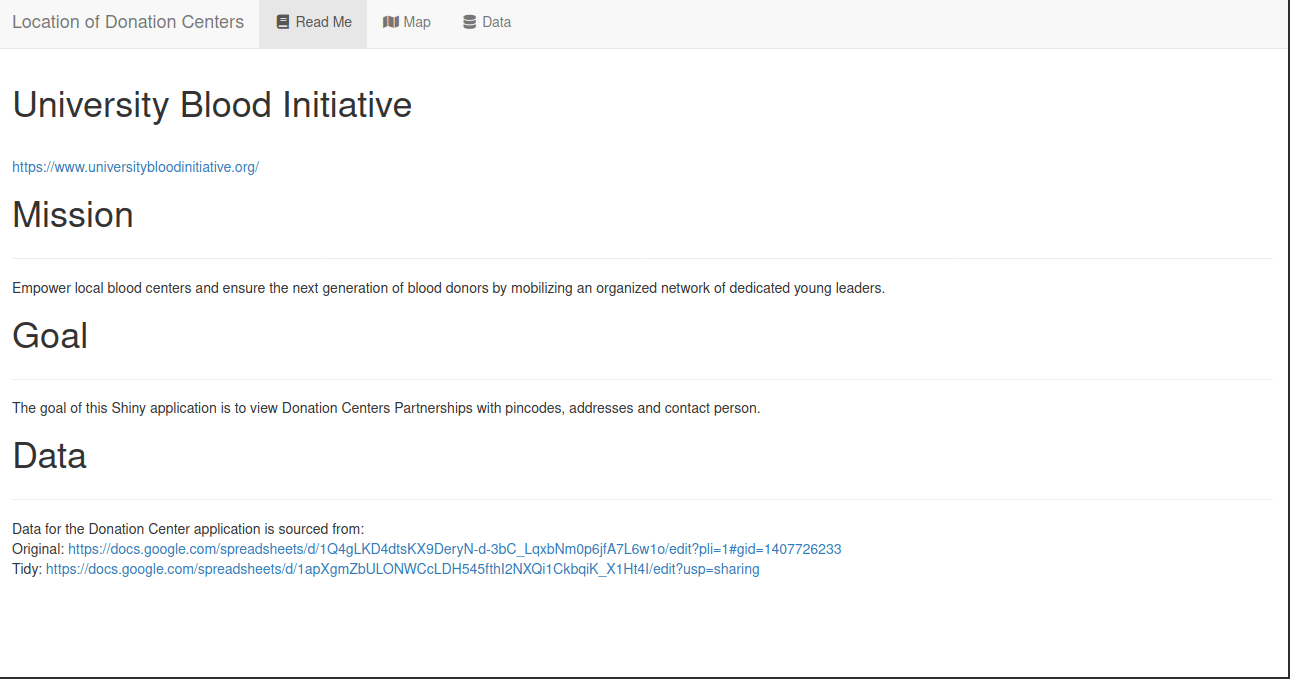 Location of Donation Centers Read Me Map Data
University Blood Initiative
https://www.universitybloodinitiative.org/
Mission
Empower local blood centers and ensure the next generation of blood donors by mobilizing an organized network of dedicated young leaders.
Goal
The goal of this Shiny application is to view Donation Centers Partnerships with pincodes, addresses and contact person.
Data
Data for the Donation Center application is sourced from:
Original: https://docs.google.com/spreadsheets/d/1Q4gLKD4dtsKX9DeryN-d-3bC_LqxbNm0p6jfA7L6w1o/edit?pli=1#gid=1407726233
Tidy: https://docs.google.com/spreadsheets/d/1apXgmZbULONWCcLDH545fthI2NXQi1CkbqiK_X1Ht4I/edit?usp=sharing